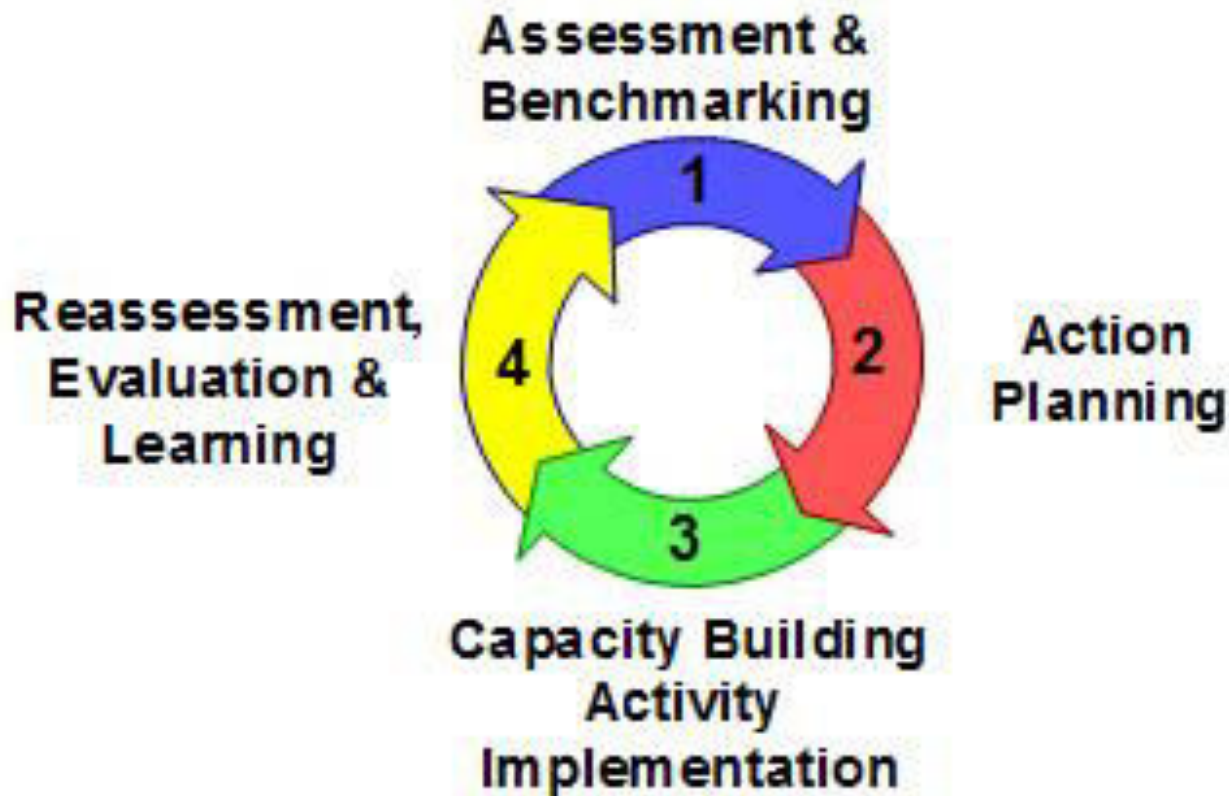 Assessment &
Benchmarking
1
2
Action
Planning
3
Capacity Building
Activity
Implementation
4
Reassessment,
Evaluation &
Learning